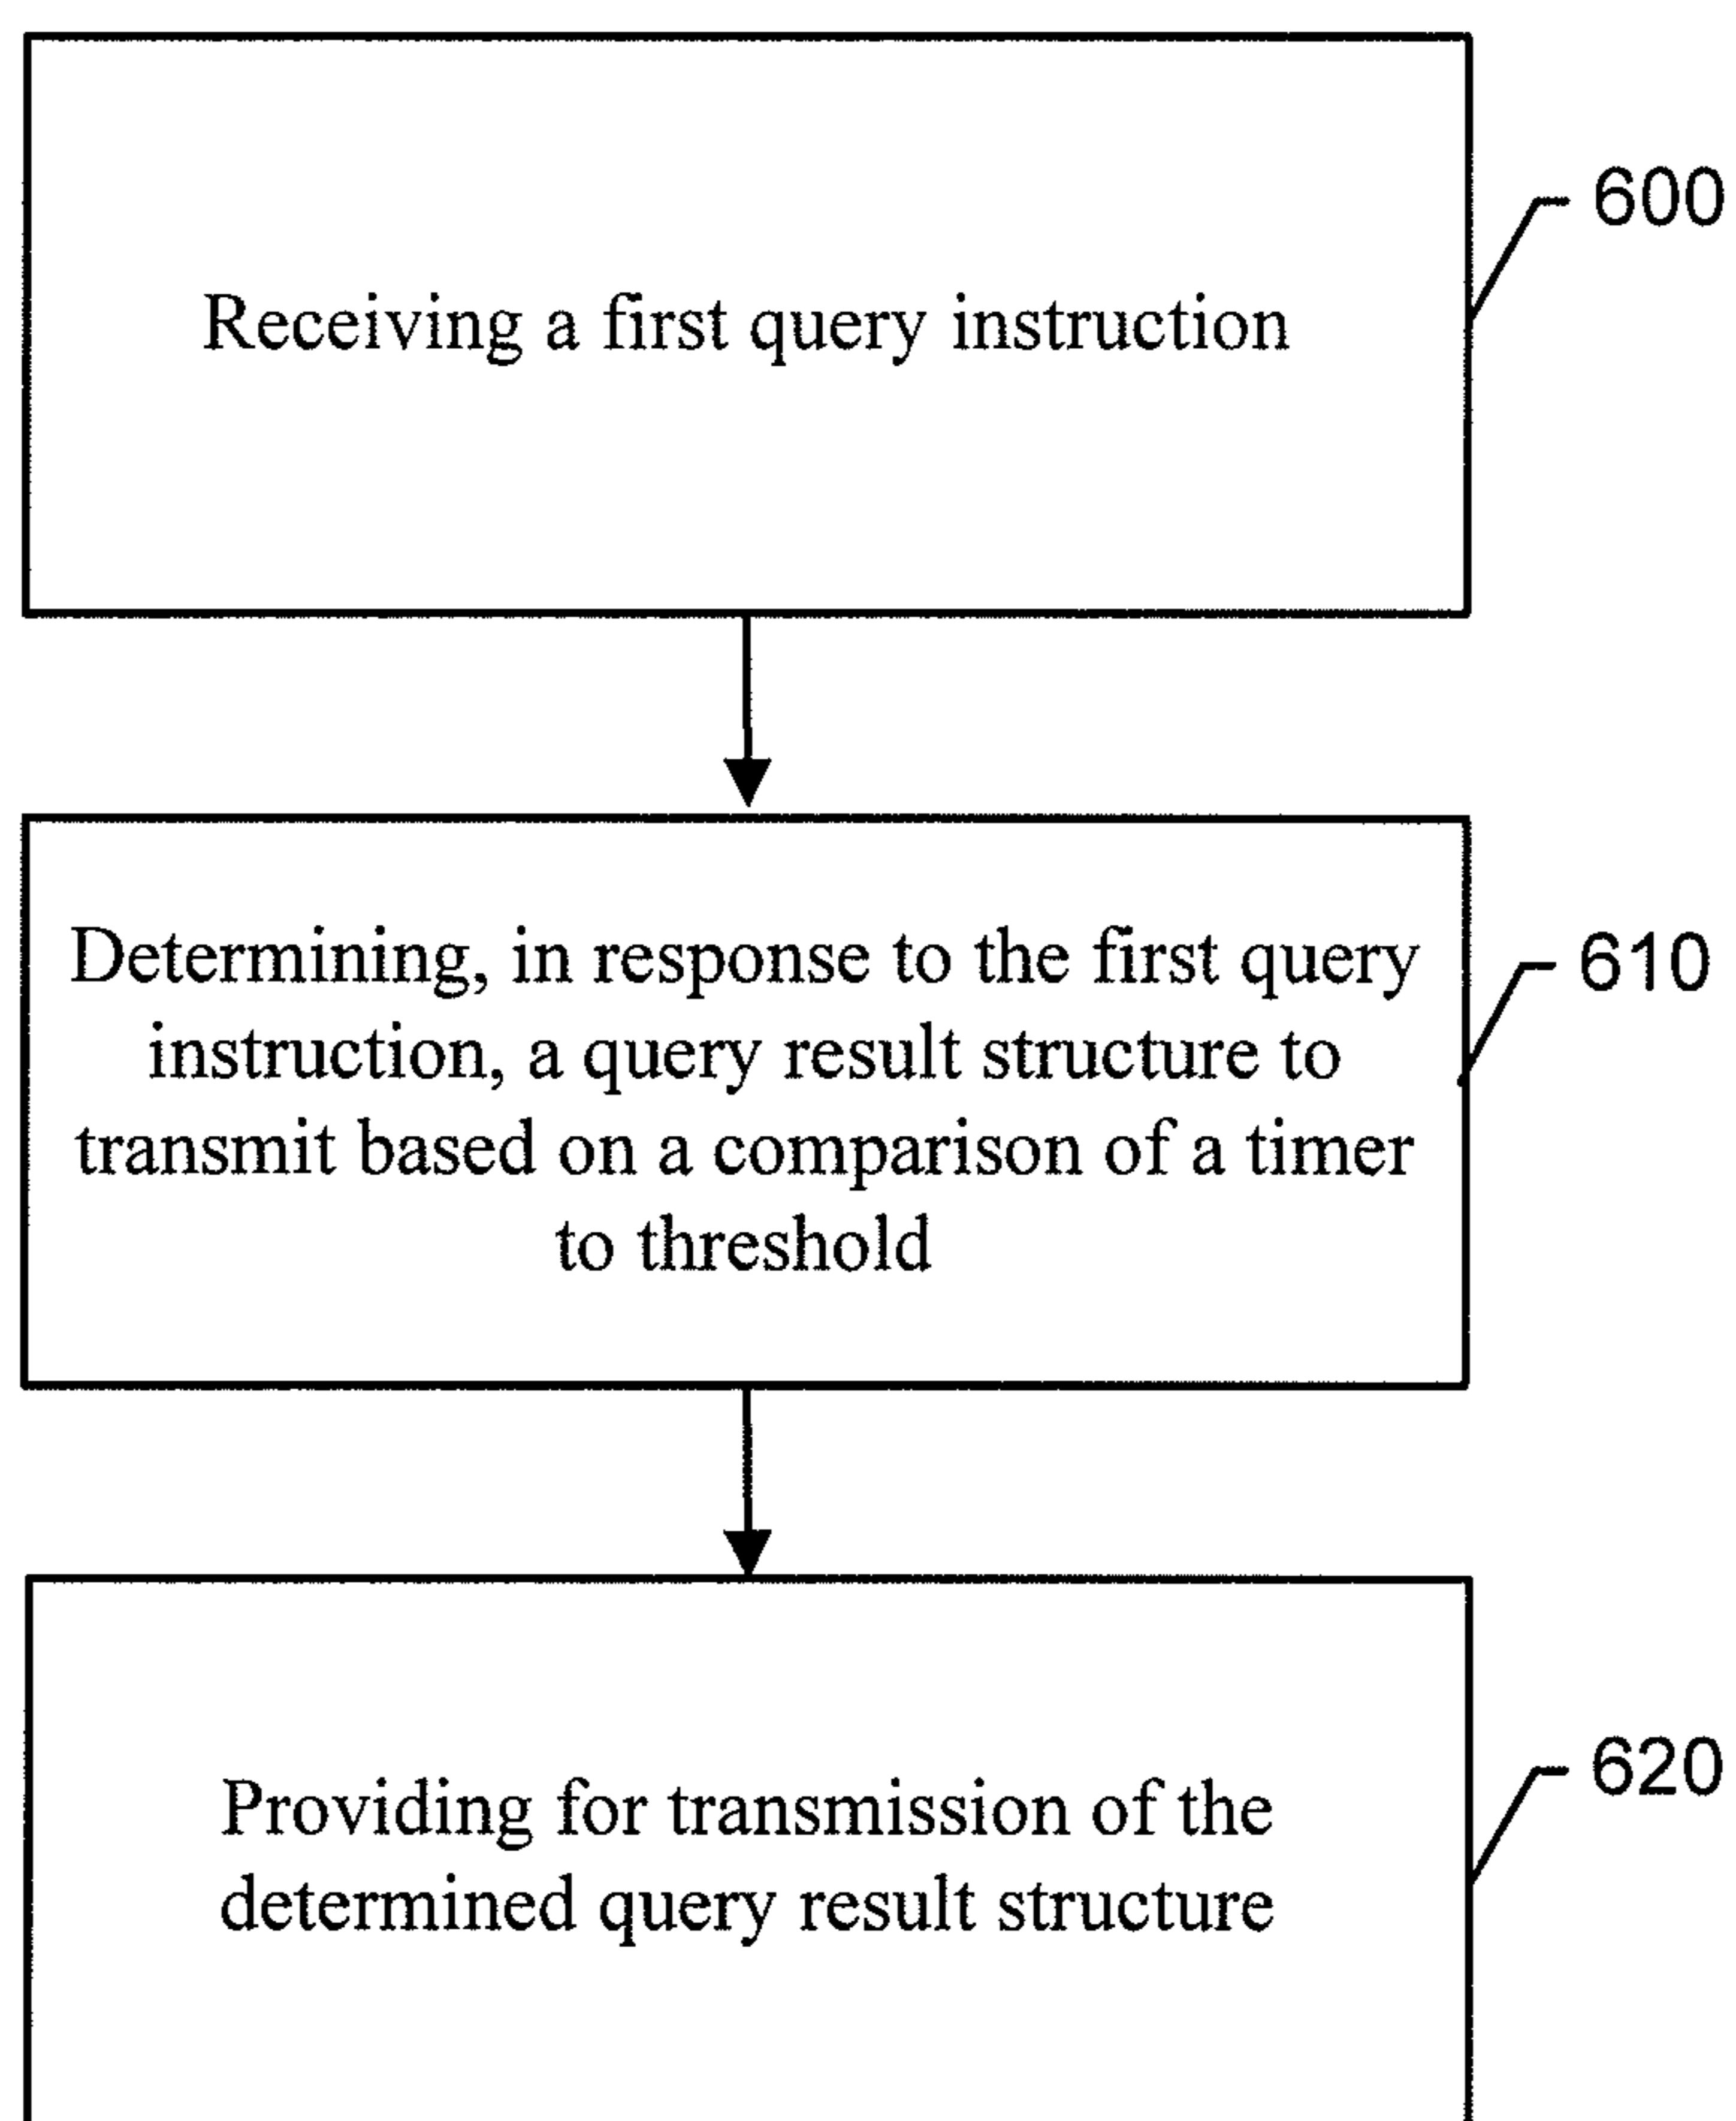 Receiving a first query instruction
600
Determining, in response to the first query
instruction, a query result structure to
transmit based on a comparison of a timer
to threshold
610
Providing for transmission of the
determined query result structure
620